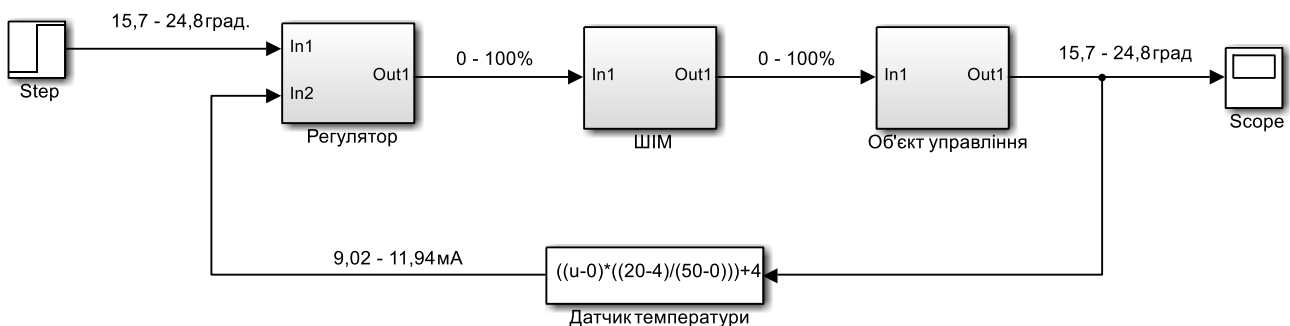 15,7 - 24,8град.
Step
In1
In2
Out1
Регулятор
0 - 100%
In1
Out1
ШІМ
0 - 100%
In1
Out1
Об'єкт управління
15,7 - 24,8град
Scope
9,02 - 11,94мА
((u-0)*((20-4)/(50-0)))+4
Датчик температури